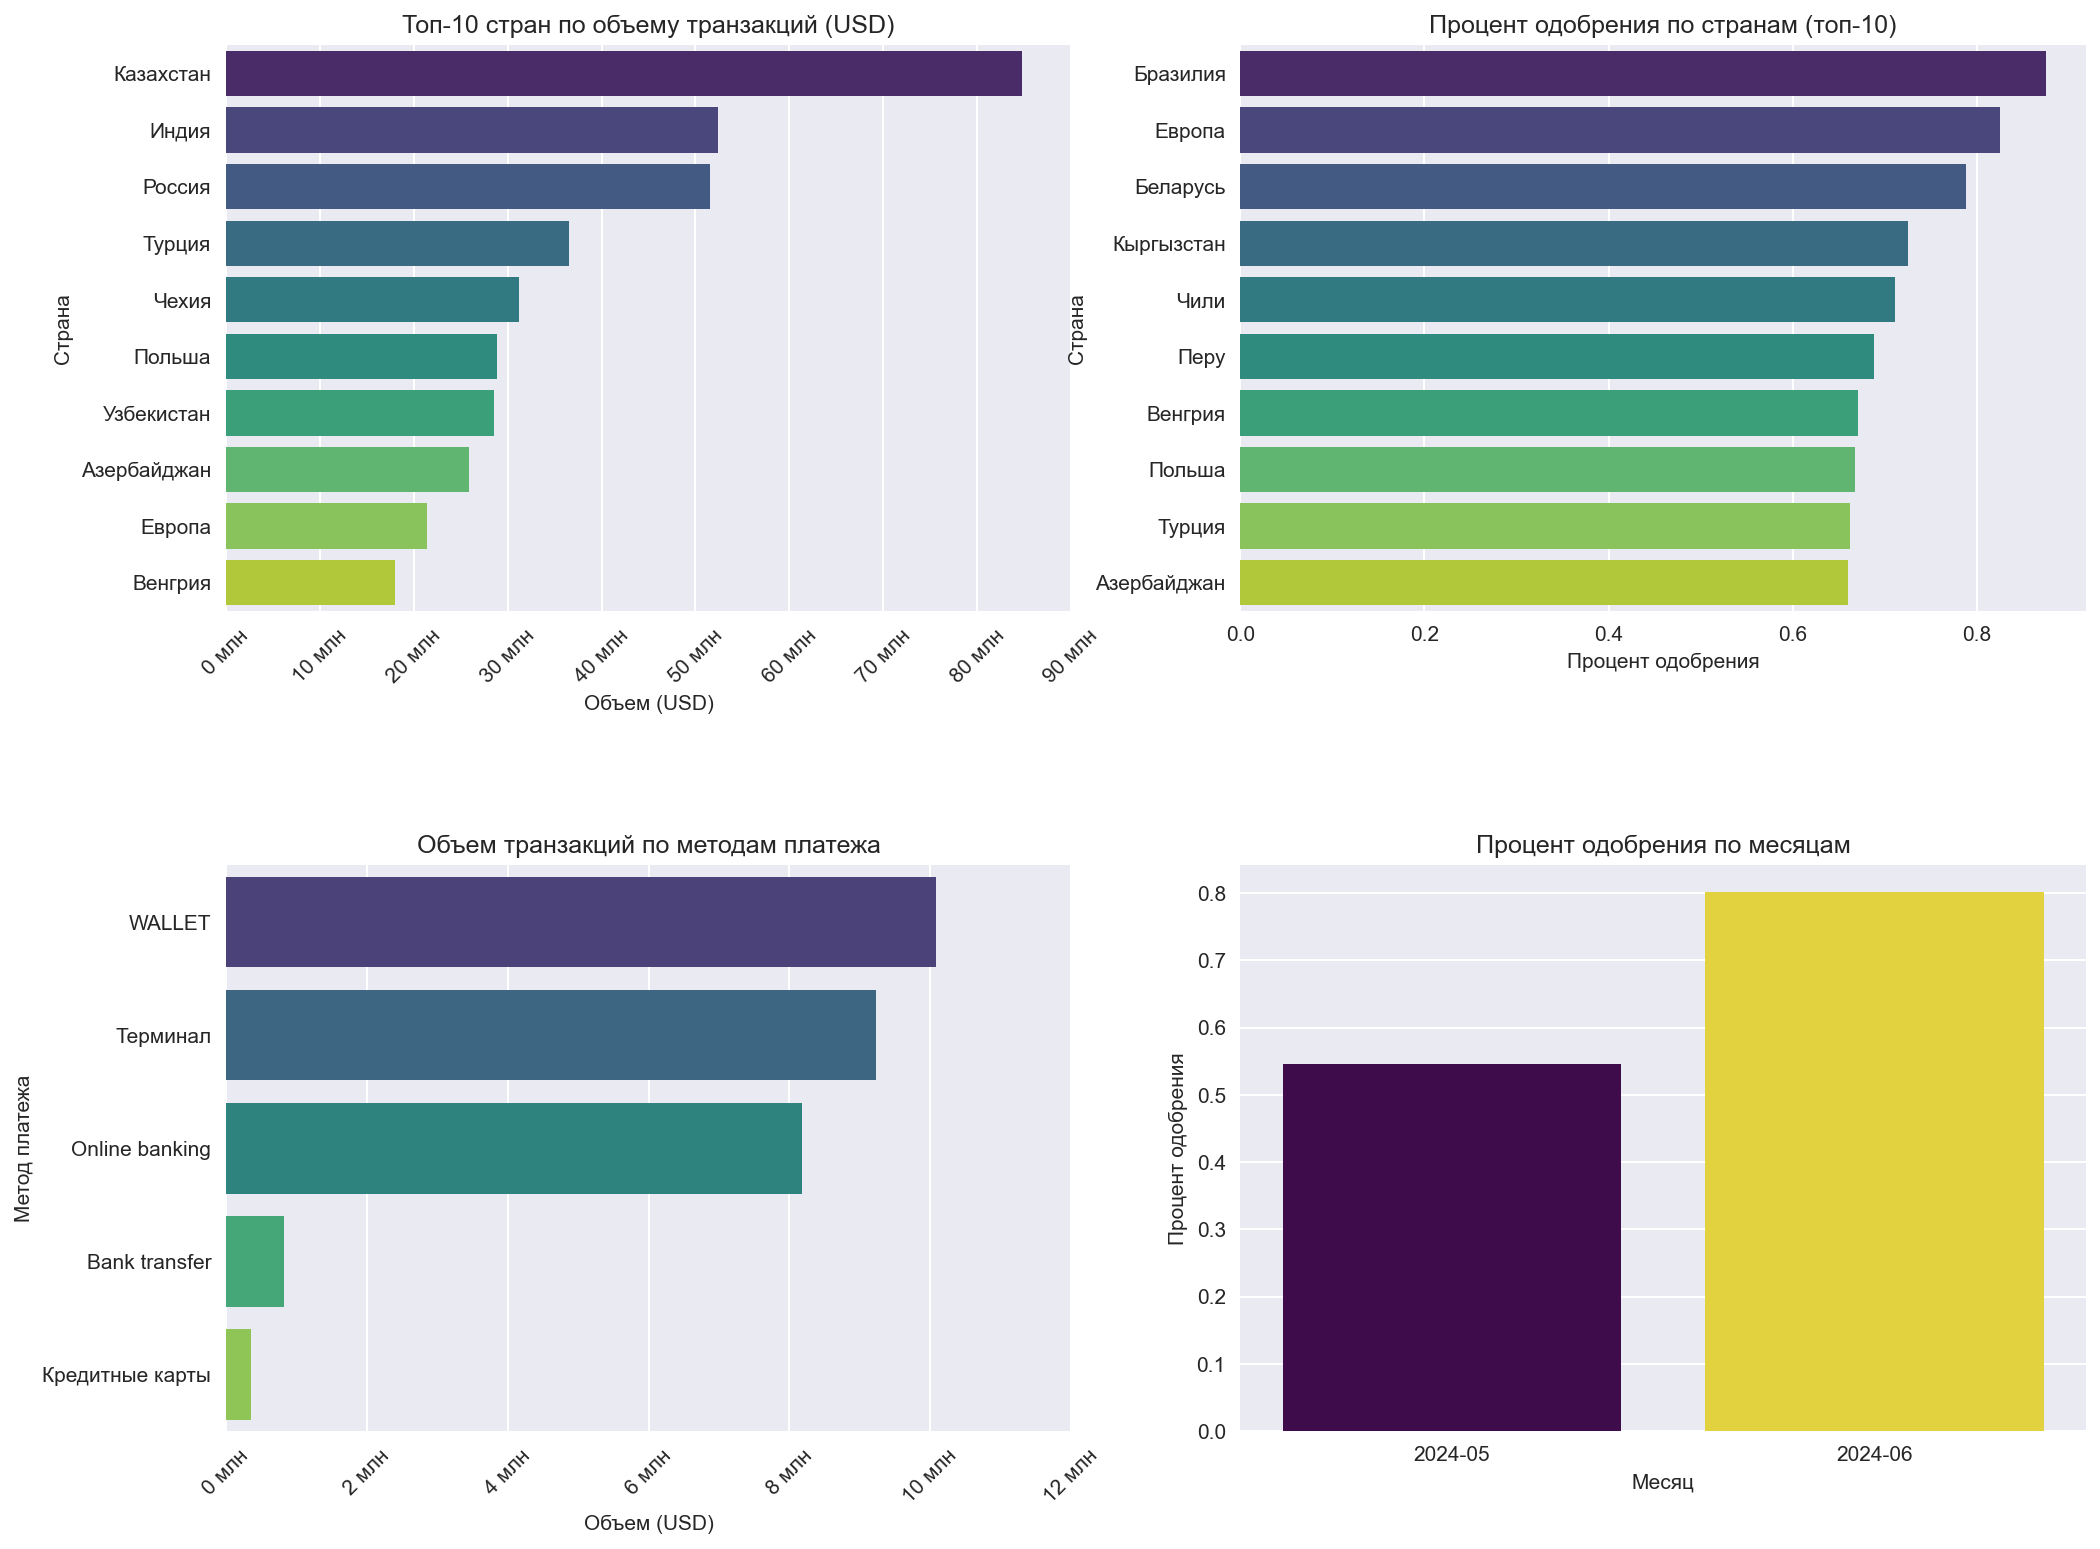 Топ-10 стран по объему транзакций (USD)
Страна
Казахстан
Индия
Россия
Турция
Чехия
Польша
Узбекистан
Азербайджан
Европа
Венгрия
0 млн
10 млн
20 млн
30 млн
40 млн
50 млн
60 млн
70 млн
80 млн
90 млн
Объем (USD)
Процент одобрения по странам (топ-10)
Страна
Бразилия
Европа
Беларусь
Кыргызстан
Чили
Перу
Венгрия
Польша
Турция
Азербайджан
0.0
0.2
0.4
0.6
0.8
Процент одобрения
Объем транзакций по методам платежа
Метод платежа
WALLET
Терминал
Online banking
Bank transfer
Кредитные карты
0 млн
2 млн
4 млн
6 млн
8 млн
10 млн
12 млн
Объем (USD)
Процент одобрения по месяцам
Процент одобрения
0.8
0.7
0.6
0.5
0.4
0.3
0.2
0.1
0.0
2024-05
2024-06
Месяц